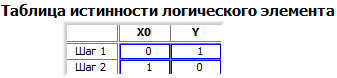 Таблица истинности логического элемента
X0 Y
Шаг 1 0 1
Шаг 2 1 0